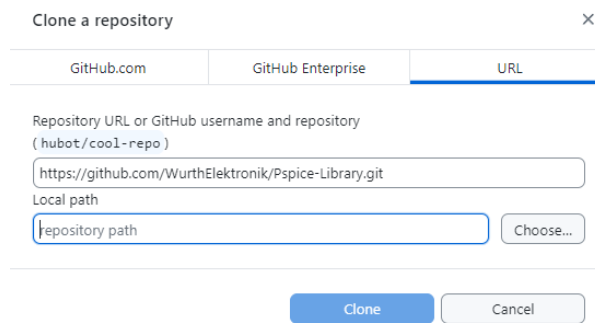 Clone a repository
GitHub.com
GitHub Enterprise
URL
Repository URL or GitHub username and repository
(hubot/cool-repo)
https://github.com/WurthElektronik/Pspice-Library.git
Local path
repository path
Choose...
Clone
Cancel